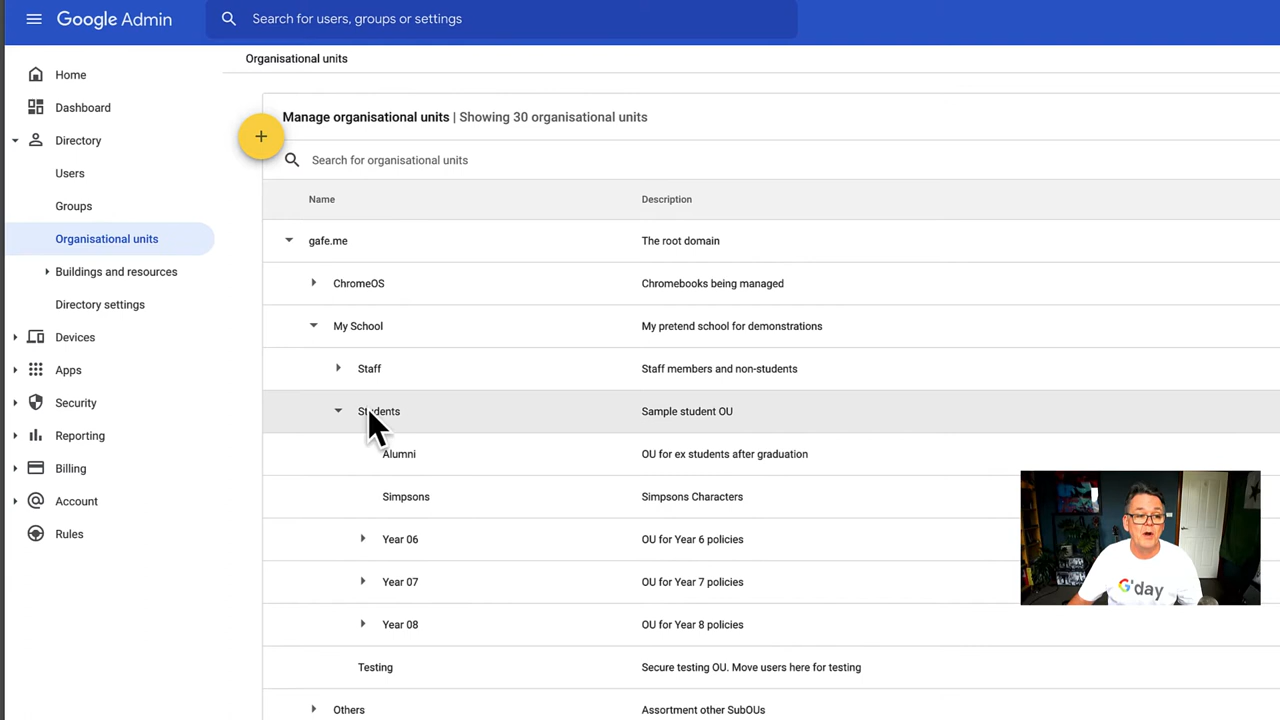 Google Admin
Search for users, groups or settings
Organisational units
Home
Dashboard
Directory
Users
Groups
Organisational units
Buildings and resources
Directory settings
Devices
Apps
Security
Reporting
Billing
Account
Rules
Manage organisational units | Showing 30 organisational units
Search for organisational units
Name Description
gafe.me The root domain
ChromeOS Chromebooks being managed
My School My pretend school for demonstrations
Staff Staff members and non-students
Students Sample student OU
Alumni OU for ex students after graduation
Simpsons Simpsons Characters
Year 06 OU for Year 6 policies
Year 07 OU for Year 7 policies
Year 08 OU for Year 8 policies
Testing Secure testing OU. Move users here for testing
Others Assortment other SubOUs
G'day